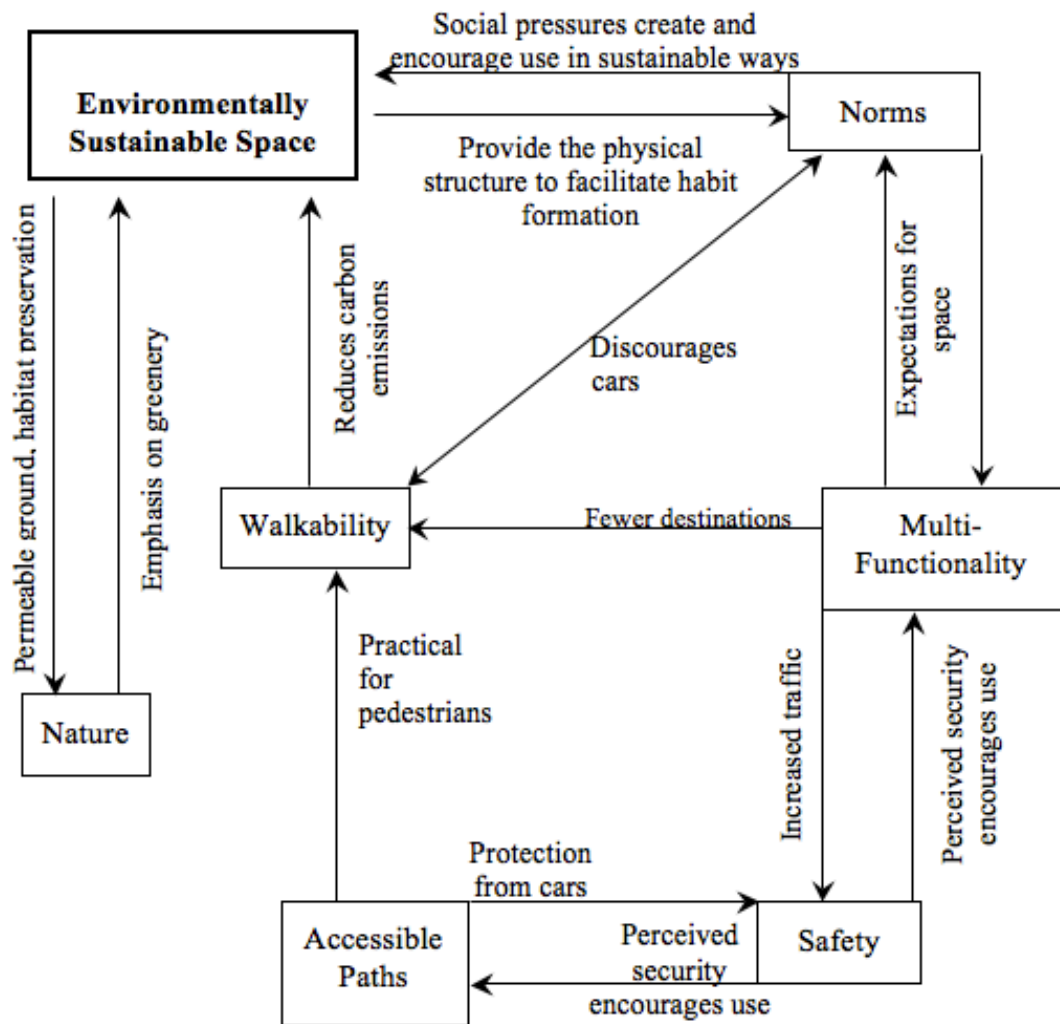 Social pressures create and
encourage use in sustainable ways
Environmentally
Sustainable Space
Norms
Provide the physical
structure to facilitate habit
formation
Permeable ground, habitat preservation
Emphasis on greenery
Reduces carbon
emissions
Discourages
cars
Expectations for
space
Walkability
Fewer destinations
Multi-
Functionality
Nature
Practical
for
pedestrians
Increased traffic
Perceived security
encourages use
Protection
from cars
Accessible
Paths
Perceived
security
encourages use
Safety